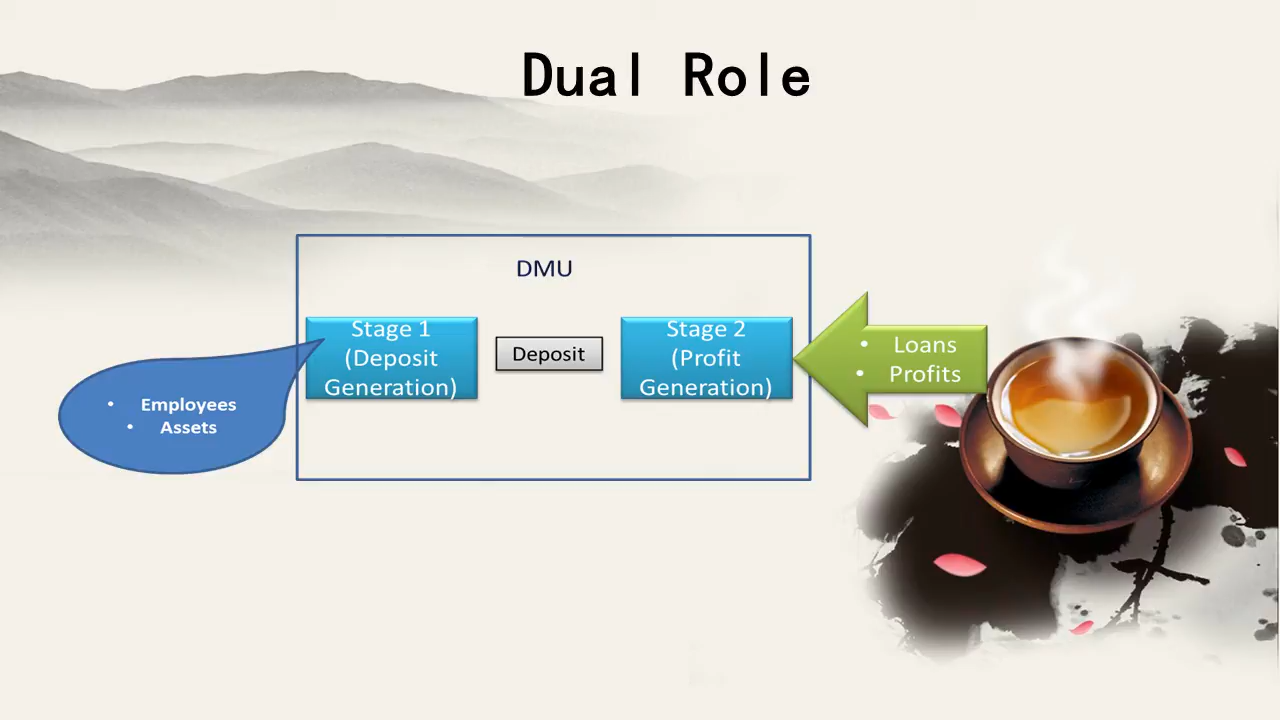 Dual Role
DMU
Stage 1
(Deposit
Generation)
Deposit
Stage 2
(Profit
Generation)
• Loans
• Profits
• Employees
• Assets